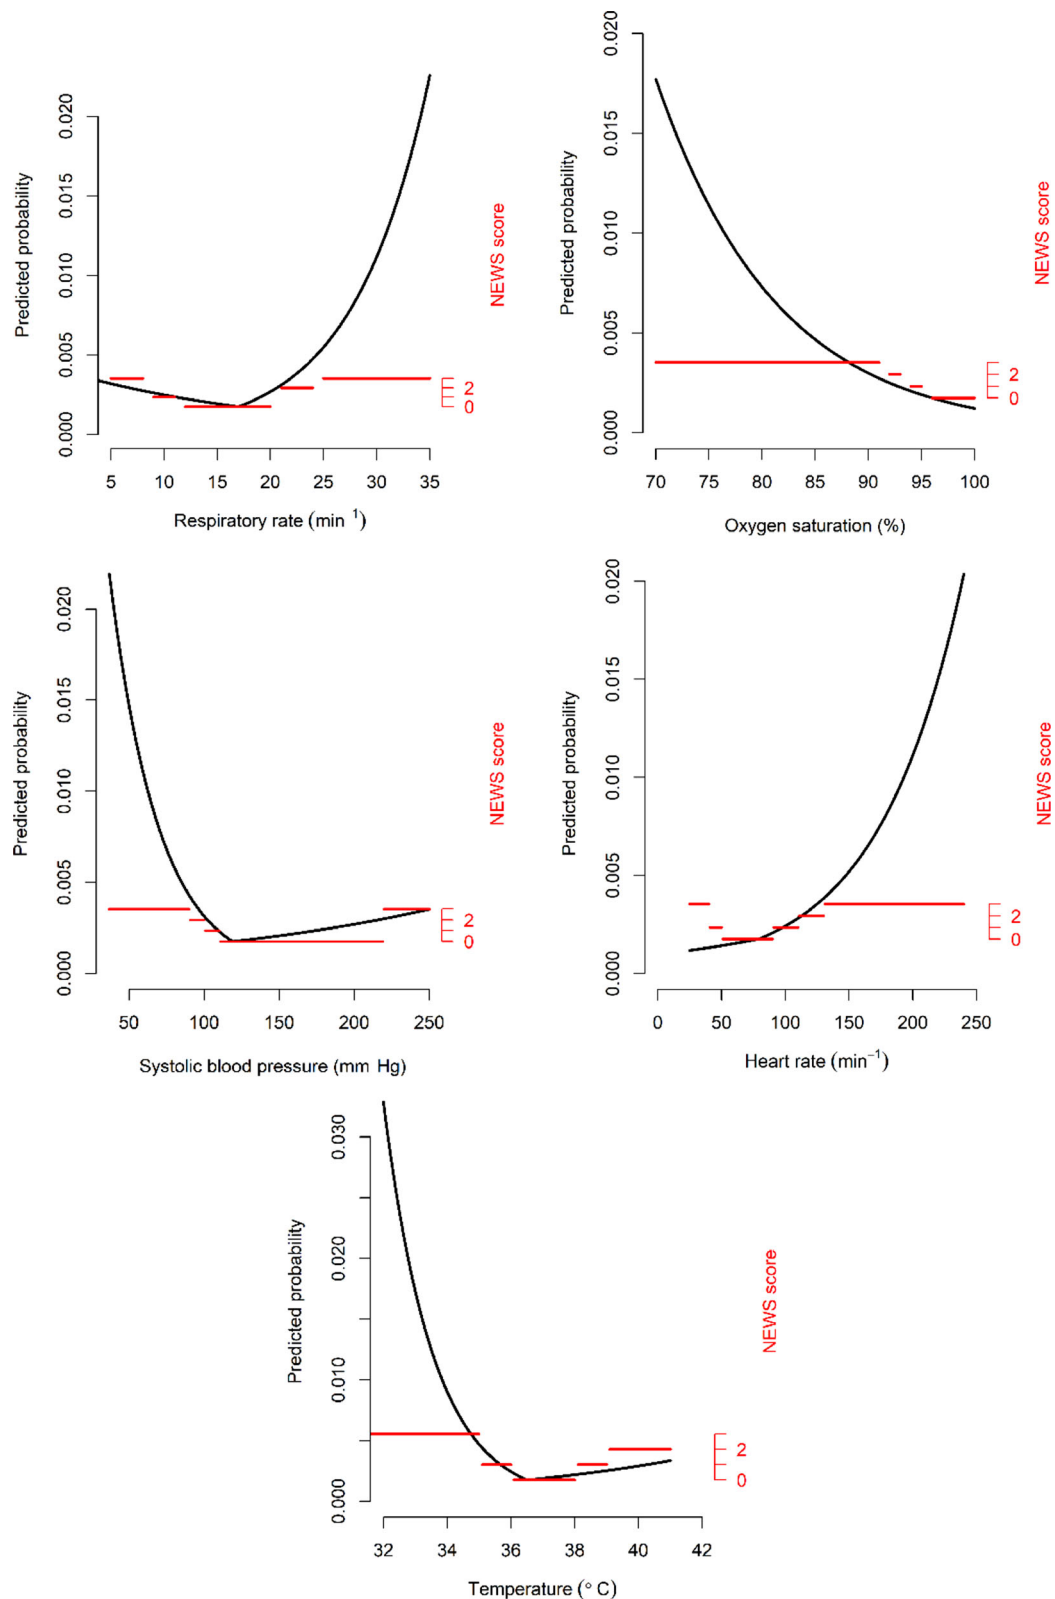 Predicted probability
0.000 0.005 0.010 0.015 0.020
5 10 15 20 25 30 35
Respiratory rate (min ⁻¹)
NEWS score
0 2
Predicted probability
0.000 0.005 0.010 0.015 0.020
70 75 80 85 90 95 100
Oxygen saturation (%)
NEWS score
0 2
Predicted probability
0.000 0.005 0.010 0.015 0.020
50 100 150 200 250
Systolic blood pressure (mm Hg)
NEWS score
0 2
Predicted probability
0.000 0.005 0.010 0.015 0.020
0 50 100 150 200 250
Heart rate (min⁻¹)
NEWS score
0 2
Predicted probability
0.000 0.010 0.020 0.030
32 34 36 38 40 42
Temperature (° C)
NEWS score
0 2